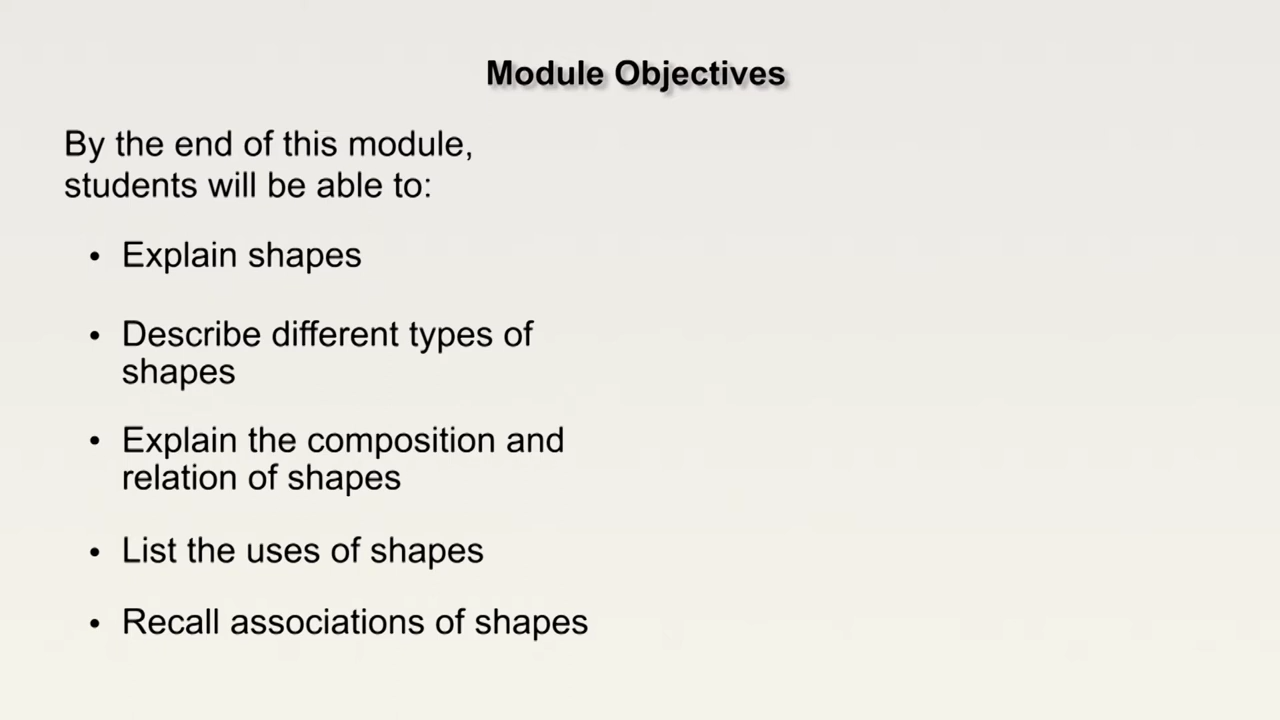 Module Objectives
By the end of this module,
students will be able to:
• Explain shapes
• Describe different types of
shapes
• Explain the composition and
relation of shapes
• List the uses of shapes
• Recall associations of shapes